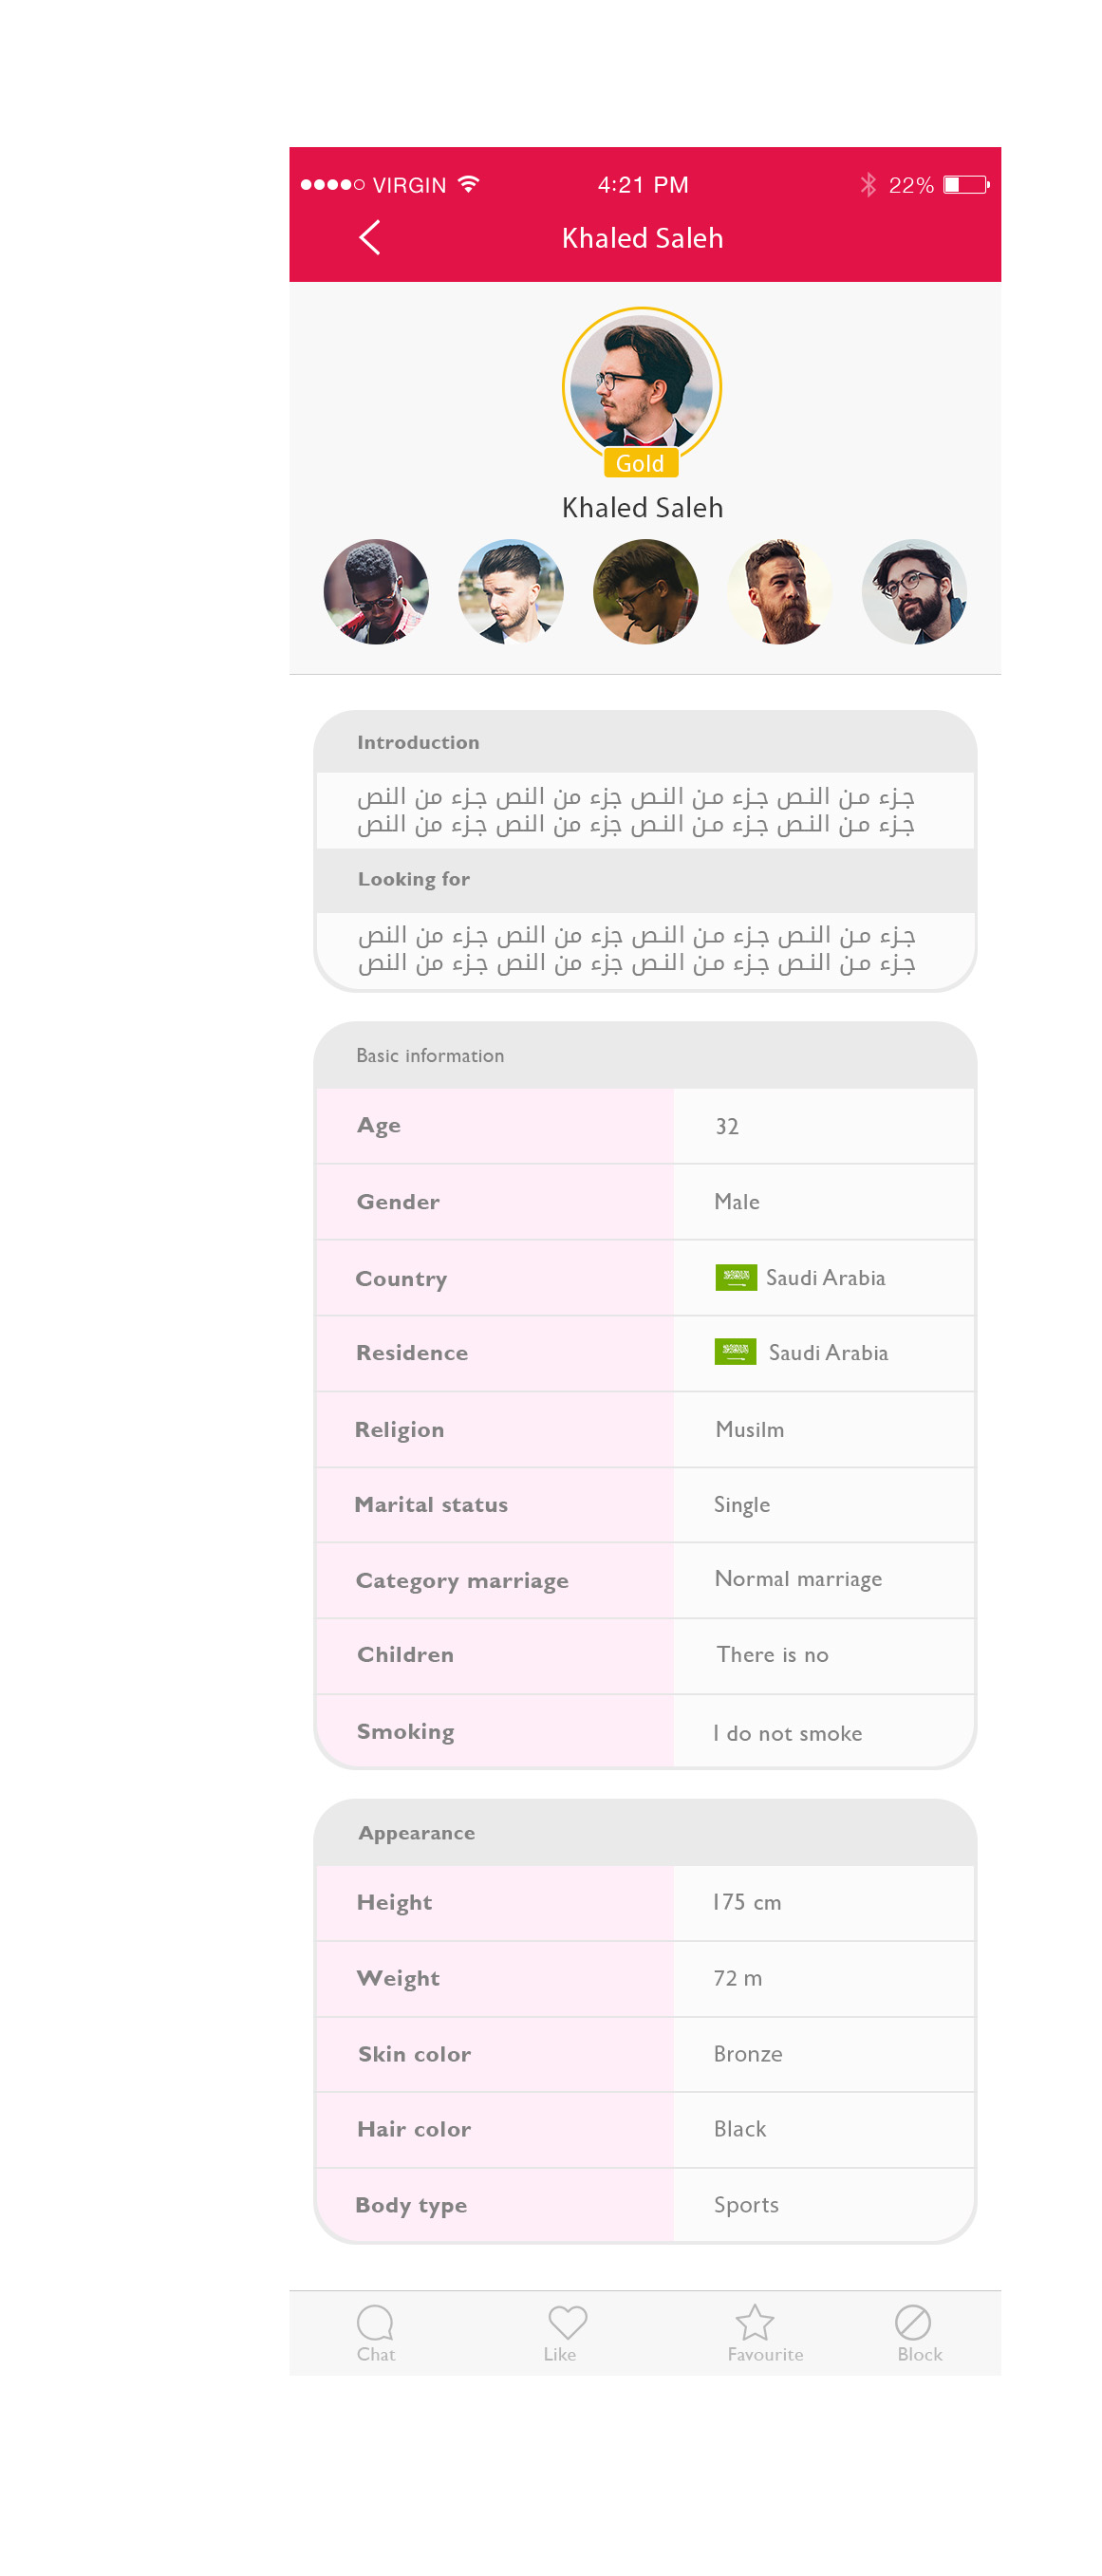 VIRGIN 4:21 PM 22%
Khaled Saleh
Gold
Khaled Saleh
Introduction
جزء من النص جزء من النص جزء من النص جزء من النص
جزء من النص جزء من النص جزء من النص جزء من النص
Looking for
جزء من النص جزء من النص جزء من النص جزء من النص
جزء من النص جزء من النص جزء من النص جزء من النص
Basic information
Age 32
Gender Male
Country Saudi Arabia
Residence Saudi Arabia
Religion Musilm
Marital status Single
Category marriage Normal marriage
Children There is no
Smoking I do not smoke
Appearance
Height 175 cm
Weight 72 m
Skin color Bronze
Hair color Black
Body type Sports
Chat Like Favourite Block